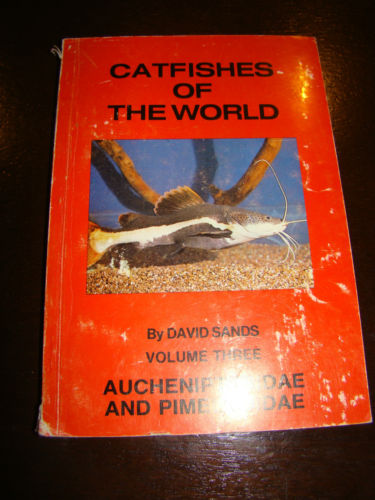 CATFISHES
OF
THE WORLD
By DAVID SANDS
VOLUME THREE
AND